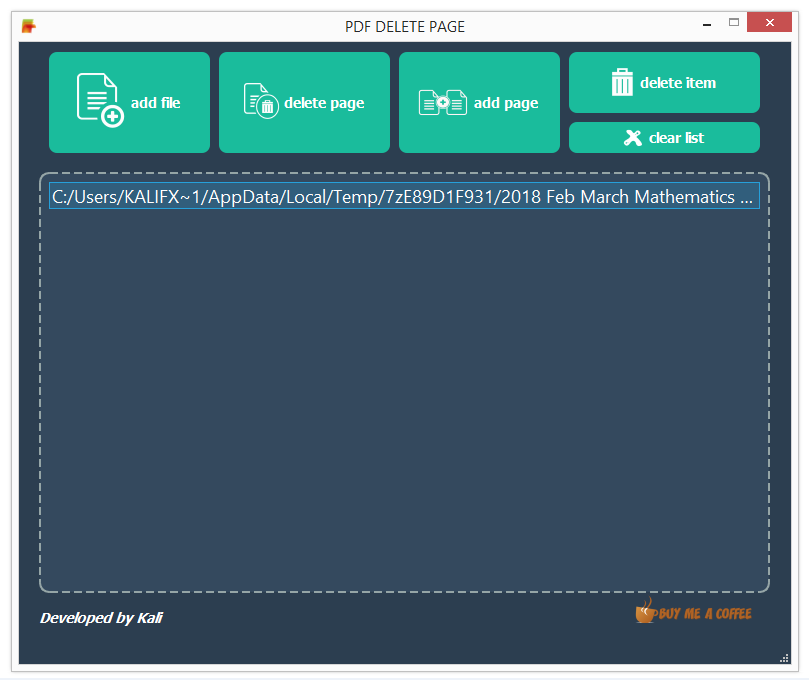 PDF DELETE PAGE
add file
delete page
add page
delete item
clear list
C:/Users/KALIFX~1/AppData/Local/Temp/7zE89D1F931/2018 Feb March Mathematics ...
Developed by Kali
BUY ME A COFFEE